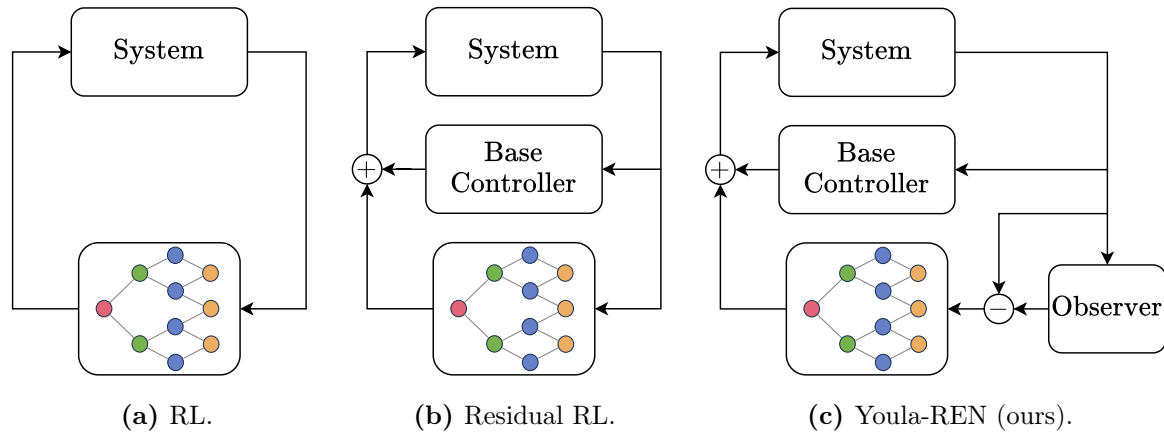 System
System
System
Base
Controller
Base
Controller
+
+
−
Observer
(a) RL.
(b) Residual RL.
(c) Youla-REN (ours).